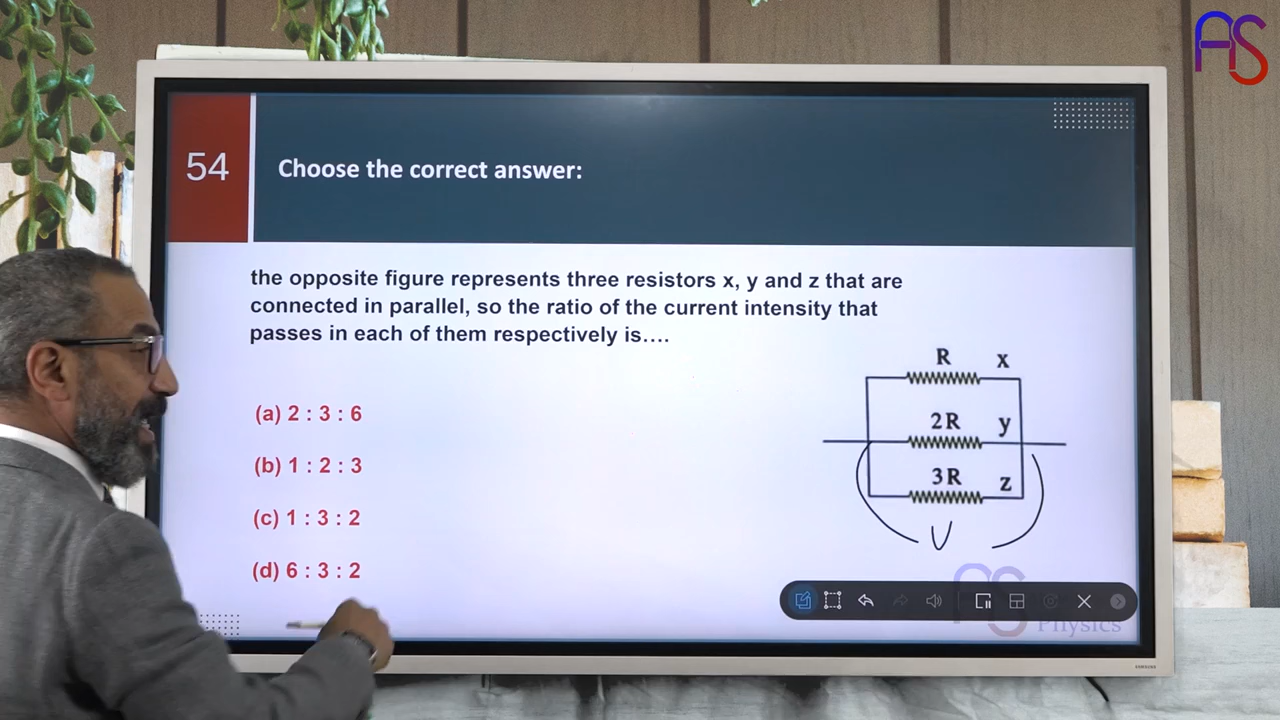 AS
54
Choose the correct answer:
the opposite figure represents three resistors x, y and z that are
connected in parallel, so the ratio of the current intensity that
passes in each of them respectively is....
(a) 2 : 3 : 6
(b) 1 : 2 : 3
(c) 1 : 3 : 2
(d) 6 : 3 : 2
R x
2R y
3R z
V
AS
Physics
SAMSUNG